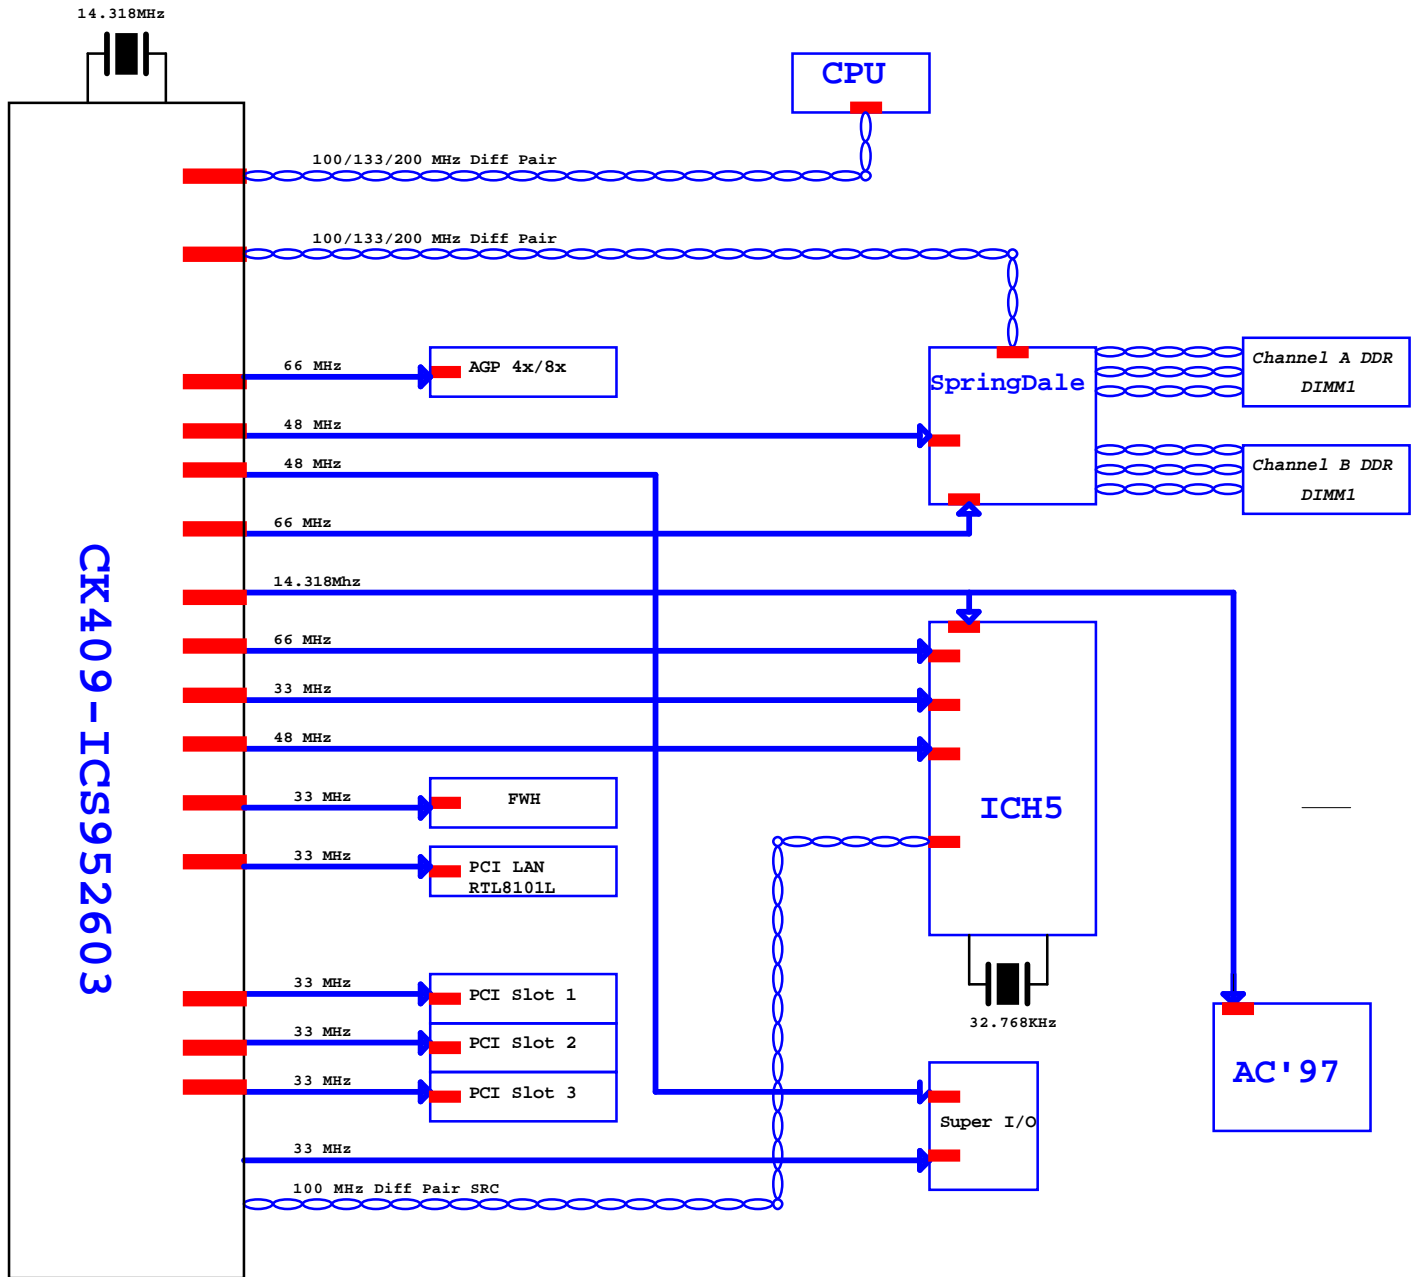 14.318MHz
CPU
100/133/200 MHz Diff Pair
100/133/200 MHz Diff Pair
66 MHz
AGP 4x/8x
SpringDale
Channel A DDR
DIMM1
48 MHz
48 MHz
Channel B DDR
DIMM1
66 MHz
CK409-ICS952603
14.318Mhz
66 MHz
33 MHz
48 MHz
33 MHz
FWH
ICH5
33 MHz
PCI LAN
RTL8101L
33 MHz
PCI Slot 1
32.768KHz
33 MHz
PCI Slot 2
AC'97
33 MHz
PCI Slot 3
Super I/O
33 MHz
100 MHz Diff Pair SRC